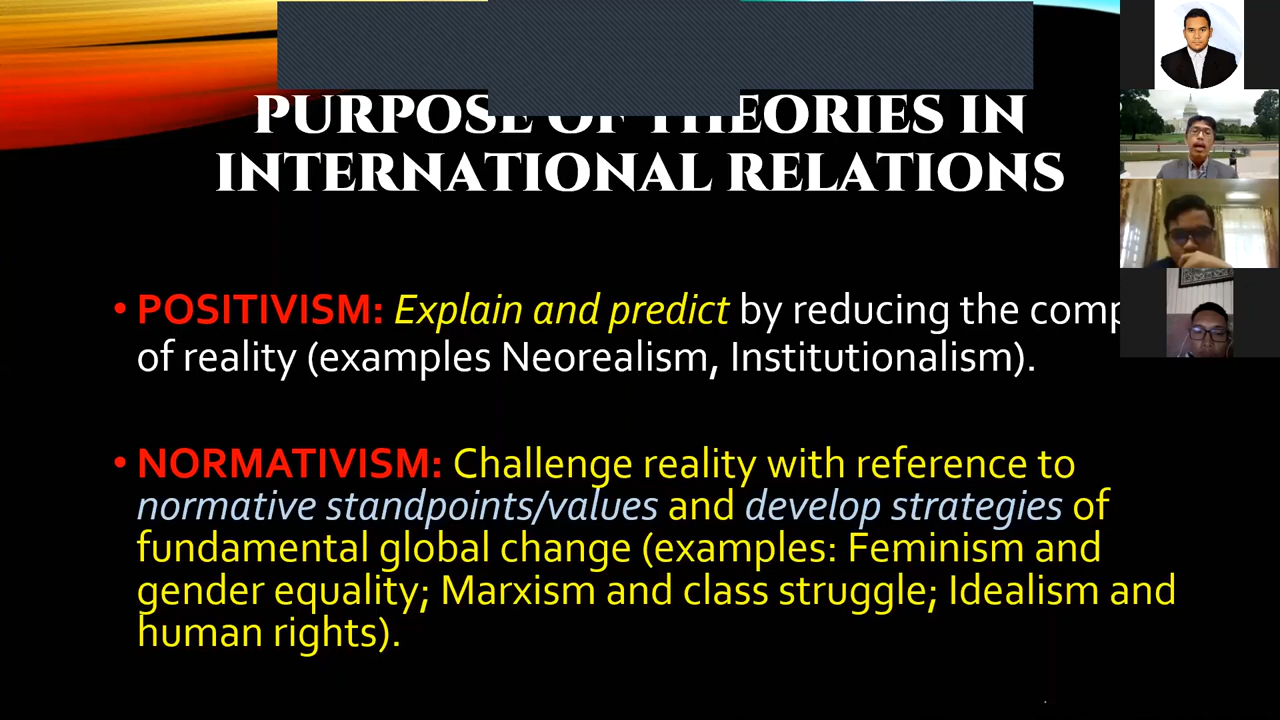 PURPOSE OF THEORIES IN
INTERNATIONAL RELATIONS
• POSITIVISM: Explain and predict by reducing the
of reality (examples Neorealism, Institutionalism).
• NORMATIVISM: Challenge reality with reference to
normative standpoints/values and develop strategies of
fundamental global change (examples: Feminism and
gender equality; Marxism and class struggle; Idealism and
human rights).